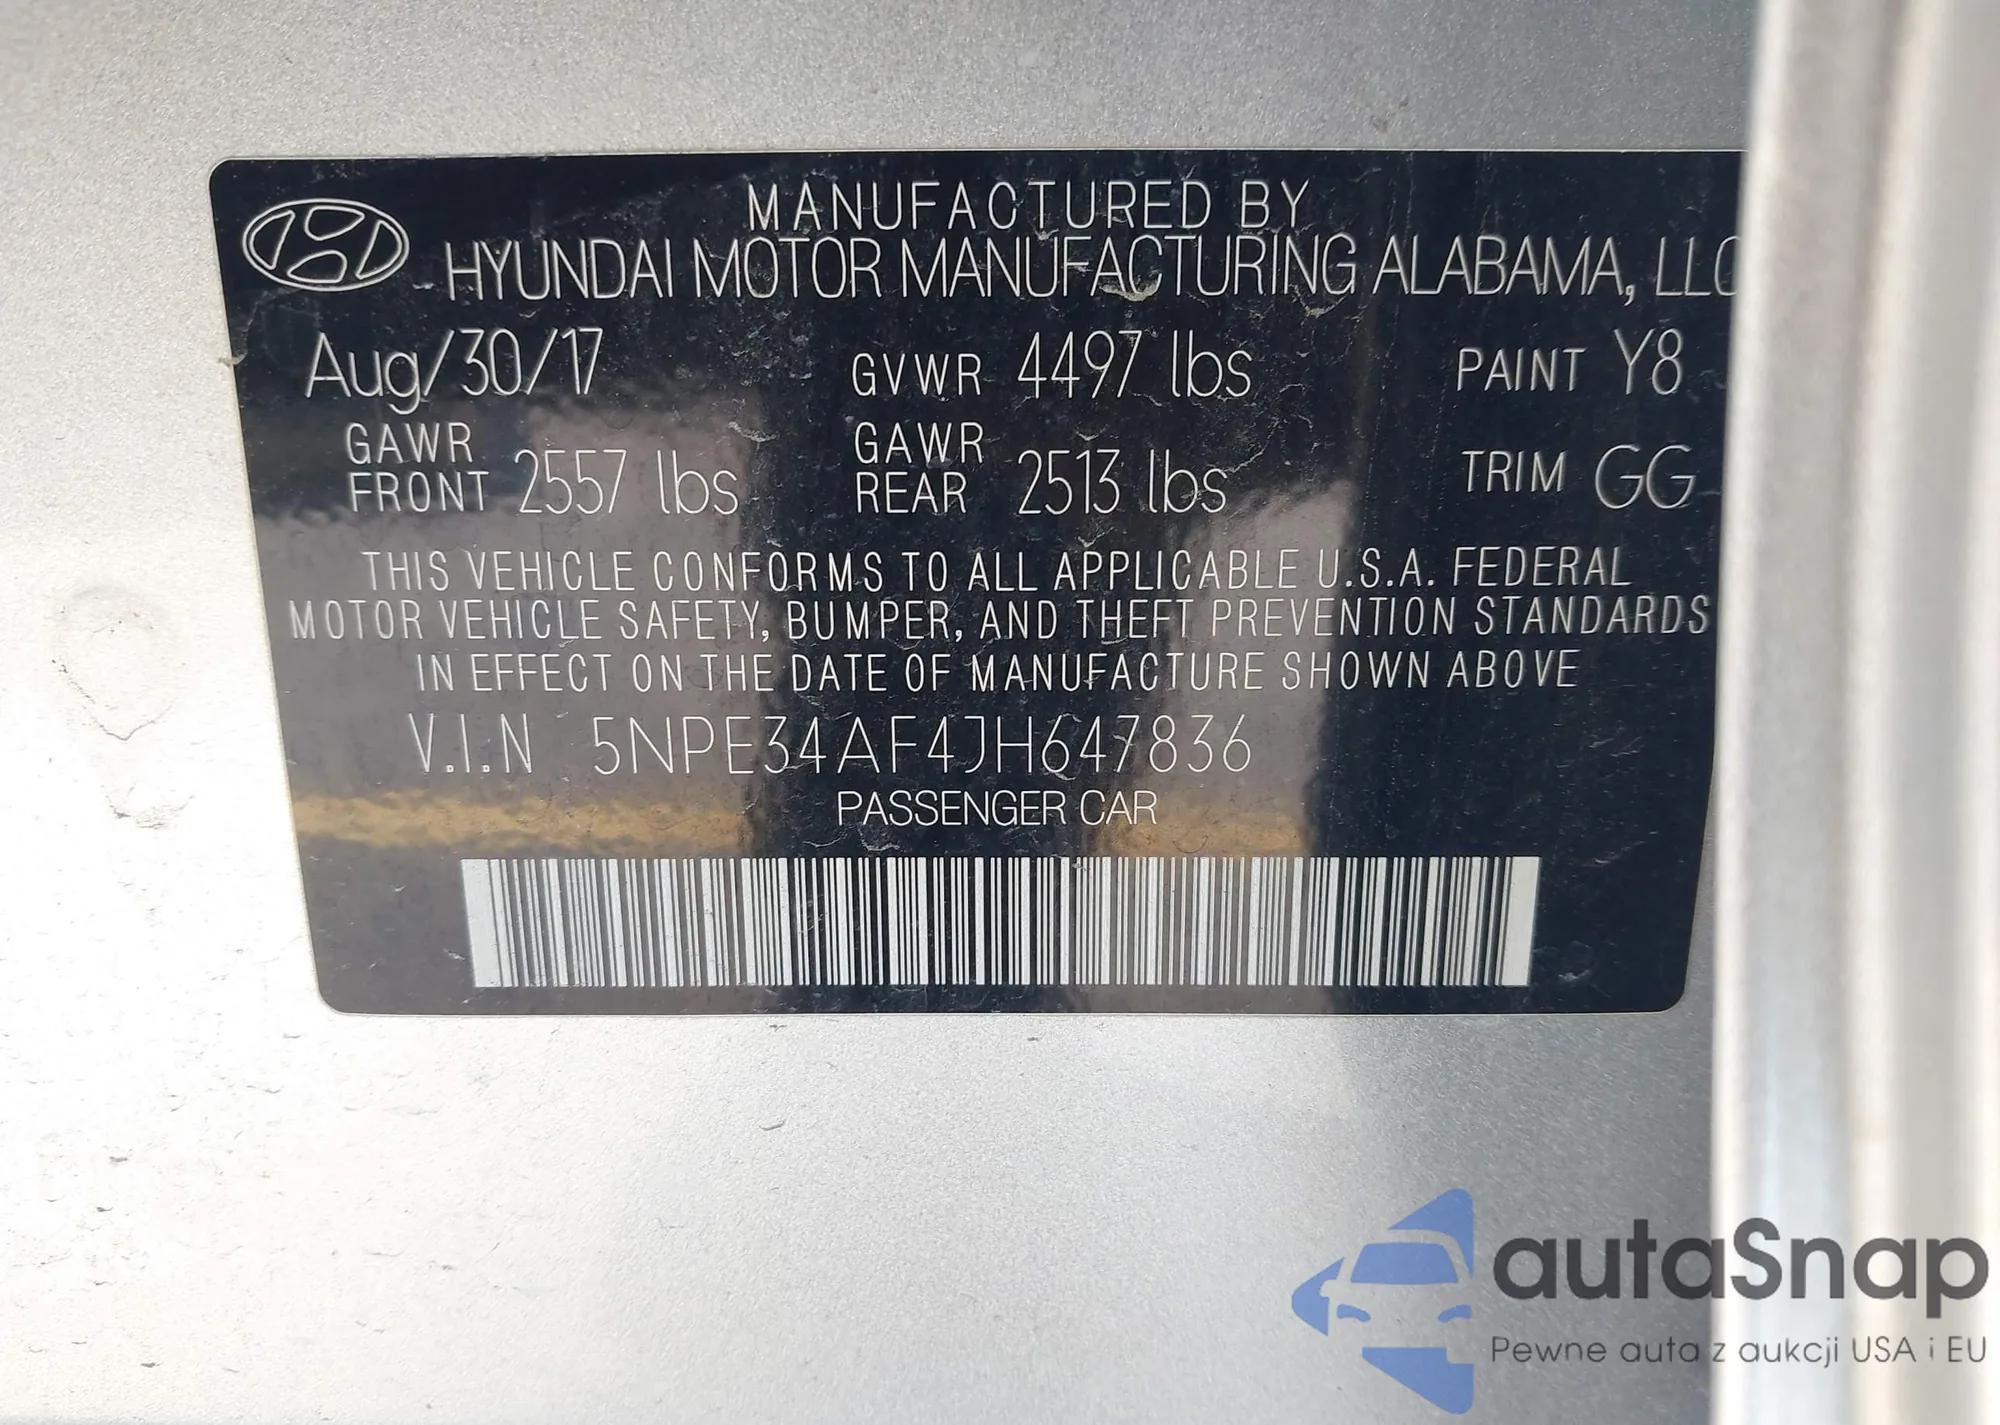 MANUFACTURED BY
HYUNDAI MOTOR MANUFACTURING ALABAMA, LLC
Aug/30/17 GVWR 4497 lbs PAINT Y8
GAWR FRONT 2557 lbs GAWR REAR 2513 lbs TRIM GG
THIS VEHICLE CONFORMS TO ALL APPLICABLE U.S.A. FEDERAL
MOTOR VEHICLE SAFETY, BUMPER, AND THEFT PREVENTION STANDARDS
IN EFFECT ON THE DATE OF MANUFACTURE SHOWN ABOVE
V.I.N 5NPE34AF4JH647836
PASSENGER CAR
autaSnap
Pewne auta z aukcji USA i EU